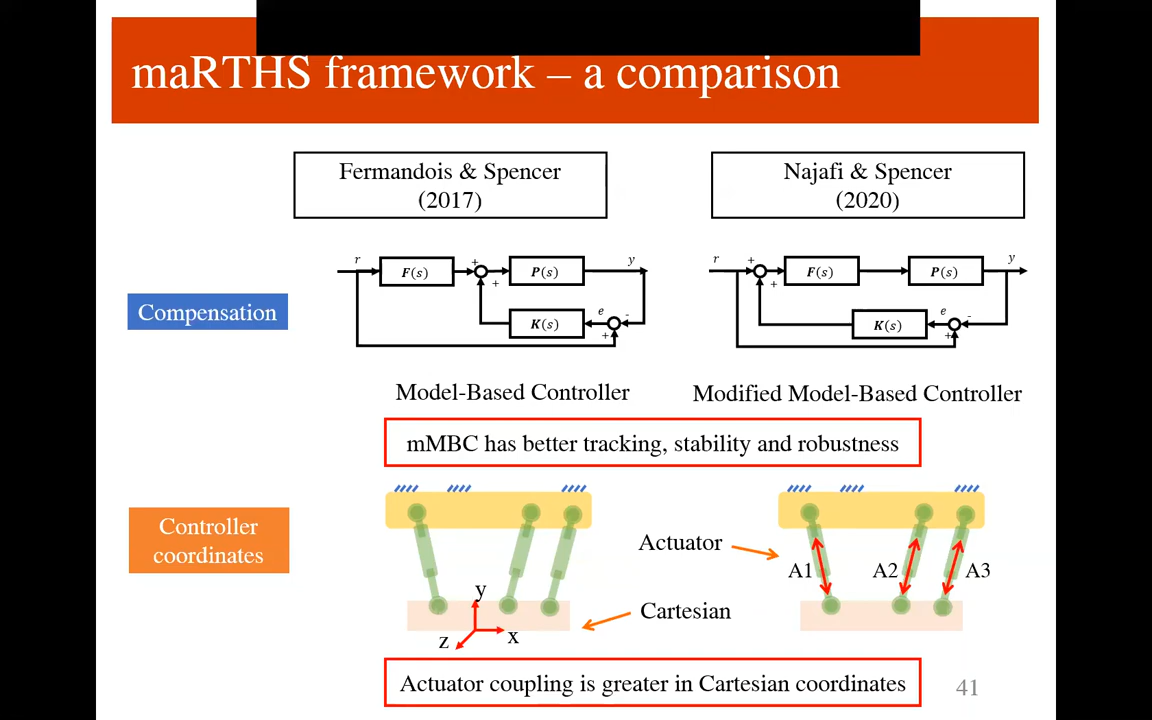 maRTHS framework – a comparison
Fermandois & Spencer
(2017)
Najafi & Spencer
(2020)
r
F(s)
+
+
P(s)
y
K(s)
e
-
+
r
+
+
F(s)
P(s)
y
K(s)
e
-
+
Compensation
Model-Based Controller
Modified Model-Based Controller
mMBC has better tracking, stability and robustness
Controller
coordinates
Actuator
A1
A2
A3
Cartesian
y
x
z
Actuator coupling is greater in Cartesian coordinates
41